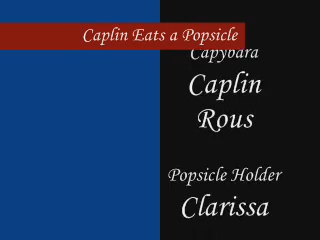 Caplin Eats a Popsicle
Capybara
Caplin
Rous
Popsicle Holder
Clarissa